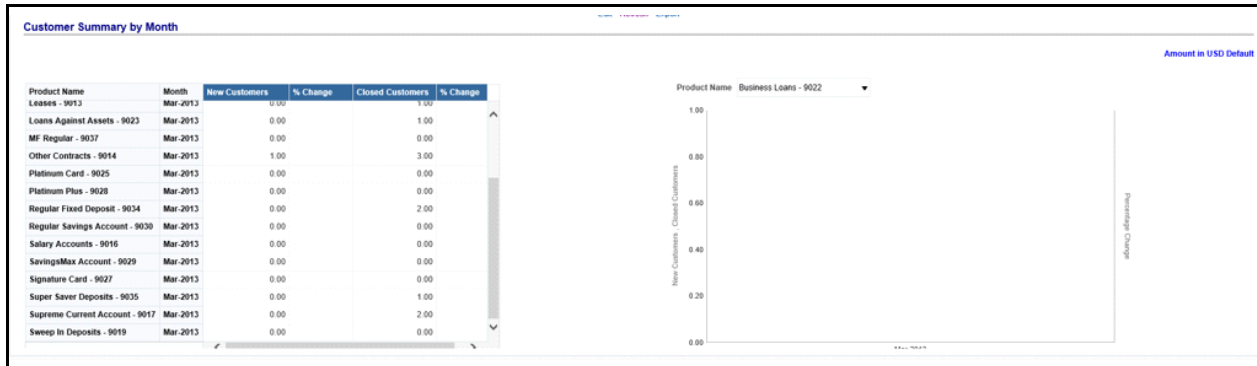 Customer Summary by Month
Amount in USD Default
Product Name Month New Customers % Change Closed Customers % Change
Leases - 9013 Mar-2013 0.00 1.00
Loans Against Assets - 9023 Mar-2013 0.00 1.00
MF Regular - 9037 Mar-2013 0.00 0.00
Other Contracts - 9014 Mar-2013 1.00 3.00
Platinum Card - 9025 Mar-2013 0.00 0.00
Platinum Plus - 9028 Mar-2013 0.00 0.00
Regular Fixed Deposit - 9034 Mar-2013 0.00 2.00
Regular Savings Account - 9030 Mar-2013 0.00 0.00
Salary Accounts - 9016 Mar-2013 0.00 0.00
SavingsMax Account - 9029 Mar-2013 0.00 0.00
Signature Card - 9027 Mar-2013 0.00 0.00
Super Saver Deposits - 9035 Mar-2013 0.00 1.00
Supreme Current Account - 9017 Mar-2013 0.00 2.00
Sweep In Deposits - 9019 Mar-2013 0.00 0.00
Product Name Business Loans - 9022
1.00
0.80
0.60
0.40
0.20
0.00
New Customers , Closed Customers
Percentage Change